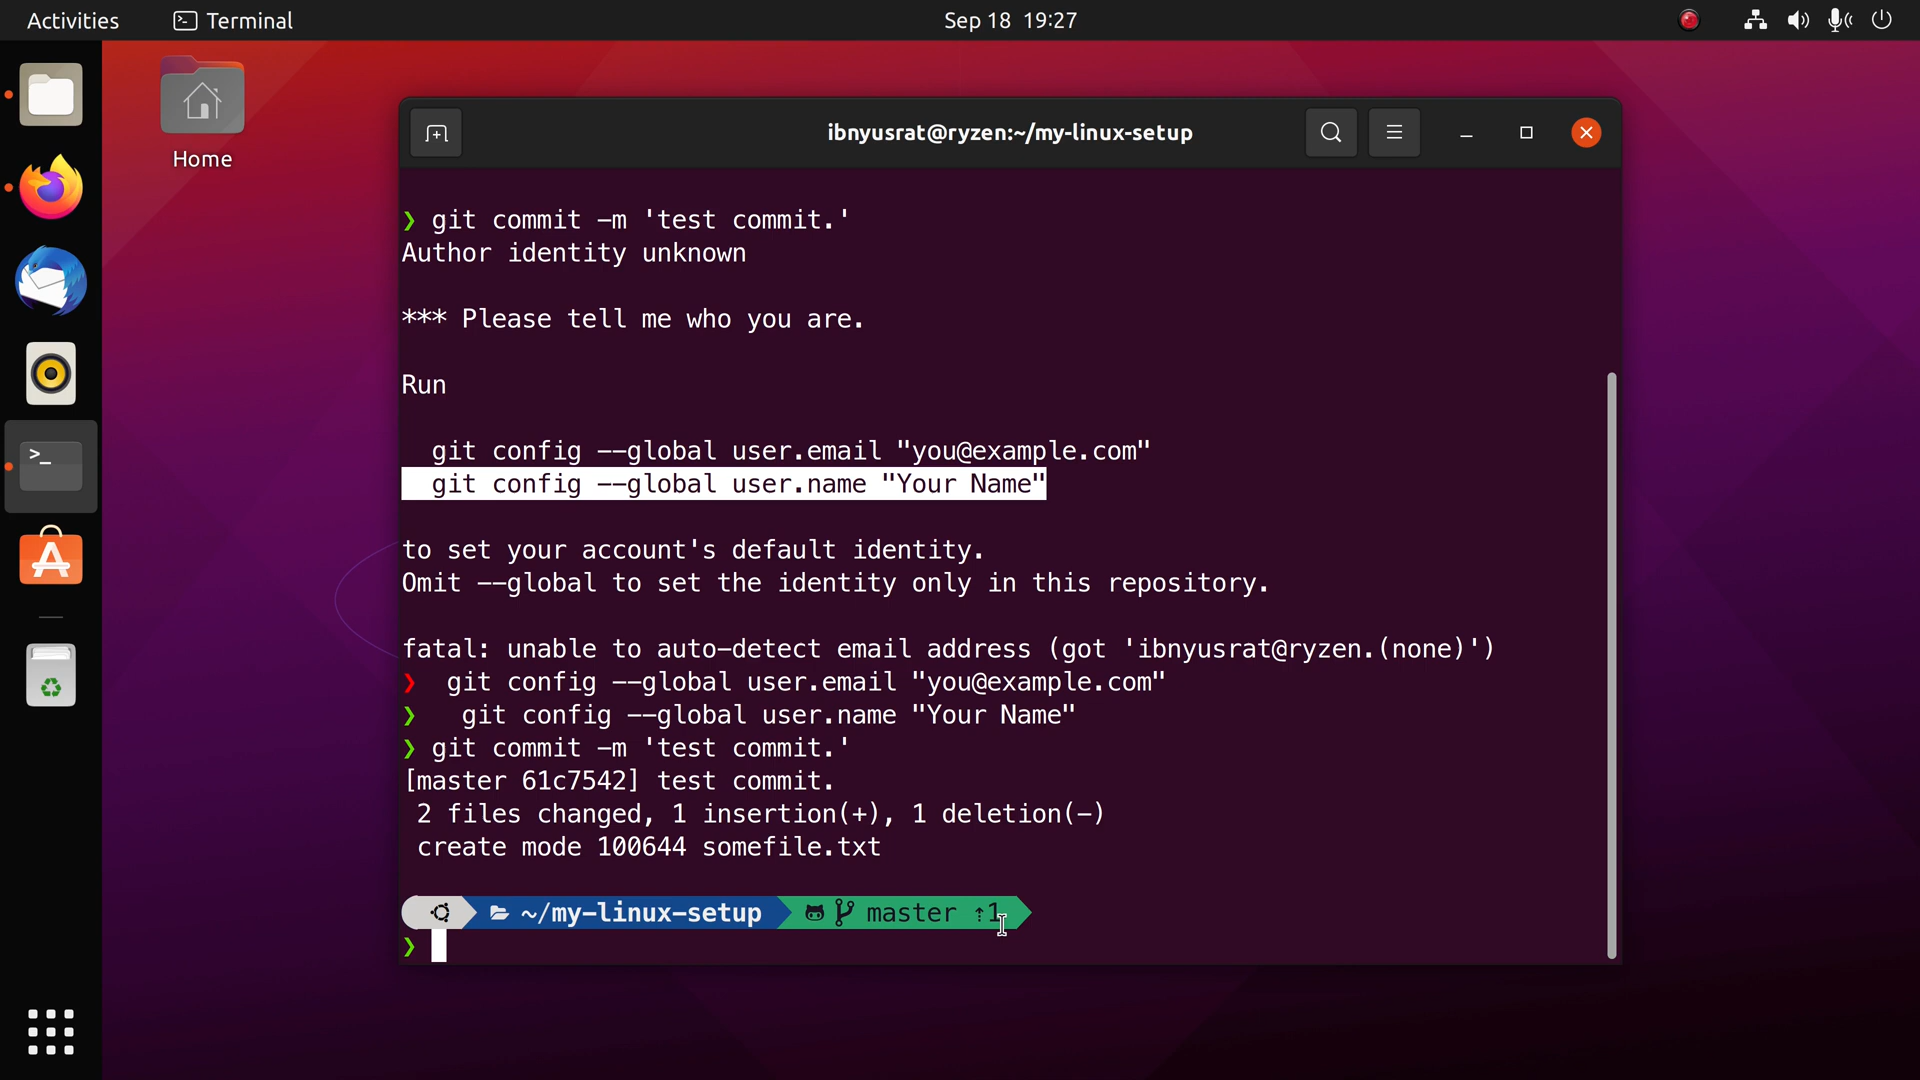 Activities
Terminal
Sep 18 19:27
Home
ibnyusrat@ryzen:~/my-linux-setup
❯ git commit -m 'test commit.'
Author identity unknown
*** Please tell me who you are.
Run
git config --global user.email "you@example.com"
git config --global user.name "Your Name"
to set your account's default identity.
Omit --global to set the identity only in this repository.
fatal: unable to auto-detect email address (got 'ibnyusrat@ryzen.(none)')
❯ git config --global user.email "you@example.com"
❯ git config --global user.name "Your Name"
❯ git commit -m 'test commit.'
[master 61c7542] test commit.
2 files changed, 1 insertion(+), 1 deletion(-)
create mode 100644 somefile.txt
~/my-linux-setup master ⇡1
❯